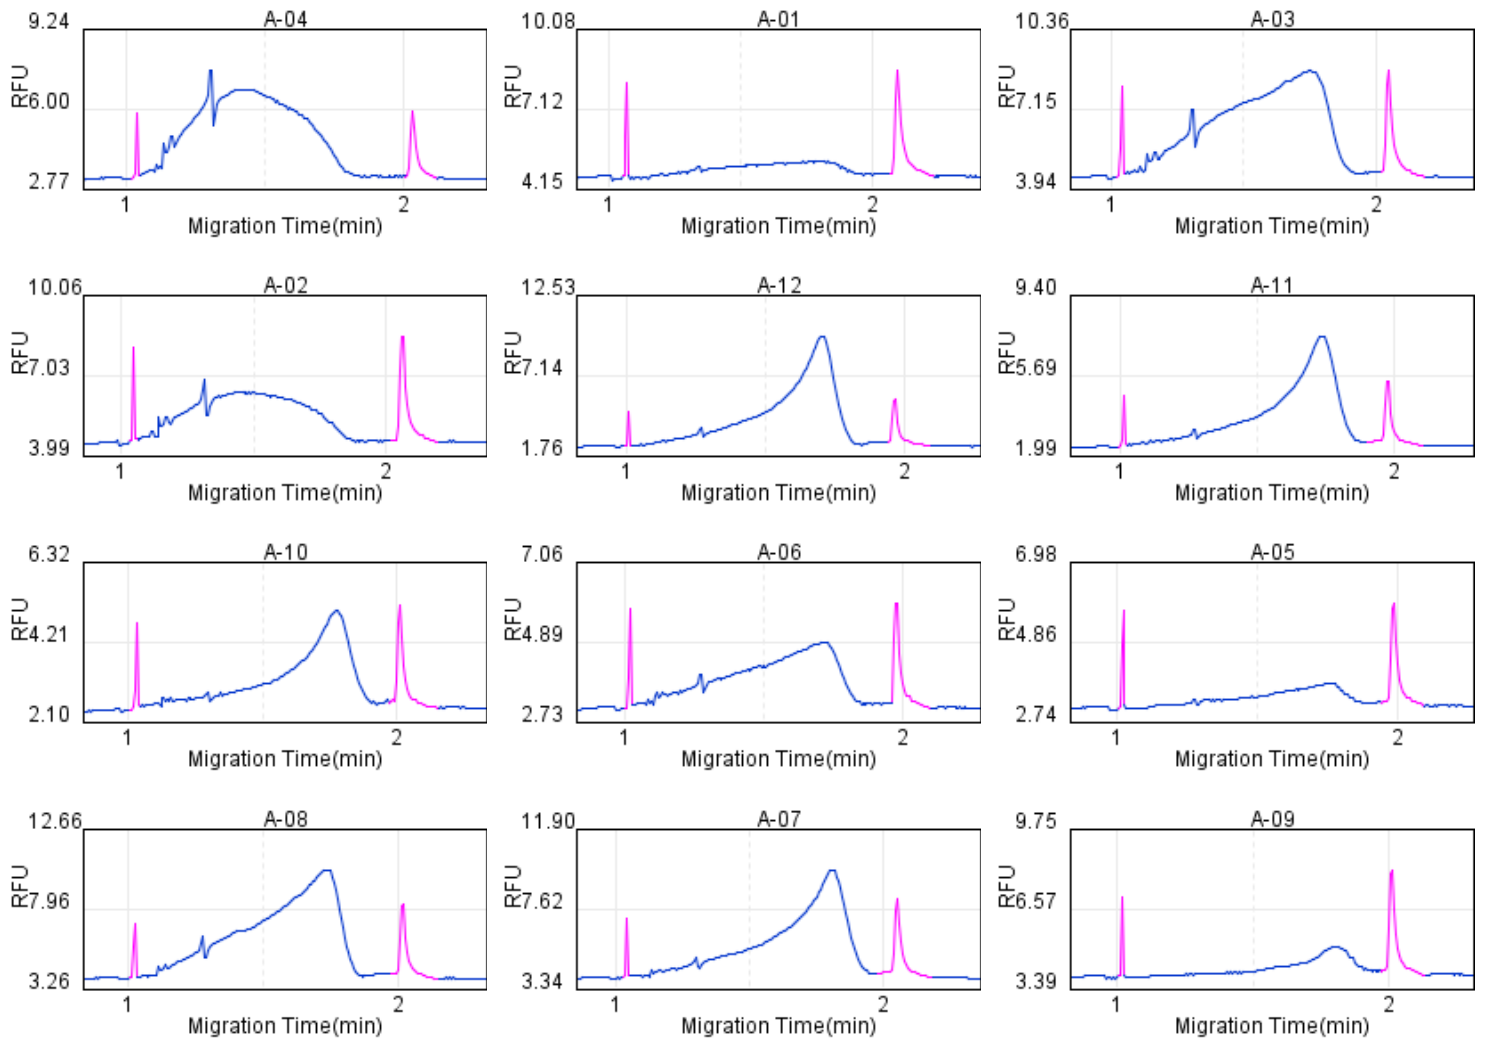 9.24 A-04 10.08 A-01 10.36 A-03
RFU RFU RFU
6.00 7.12 7.15
2.77 4.15 3.94
1 2 1 2 1 2
Migration Time(min) Migration Time(min) Migration Time(min)
10.06 A-02 12.53 A-12 9.40 A-11
RFU RFU RFU
7.03 7.14 5.69
3.99 1.76 1.99
1 2 1 2 1 2
Migration Time(min) Migration Time(min) Migration Time(min)
6.32 A-10 7.06 A-06 6.98 A-05
RFU RFU RFU
4.21 4.89 4.86
2.10 2.73 2.74
1 2 1 2 1 2
Migration Time(min) Migration Time(min) Migration Time(min)
12.66 A-08 11.90 A-07 9.75 A-09
RFU RFU RFU
7.96 7.62 6.57
3.26 3.34 3.39
1 2 1 2 1 2
Migration Time(min) Migration Time(min) Migration Time(min)